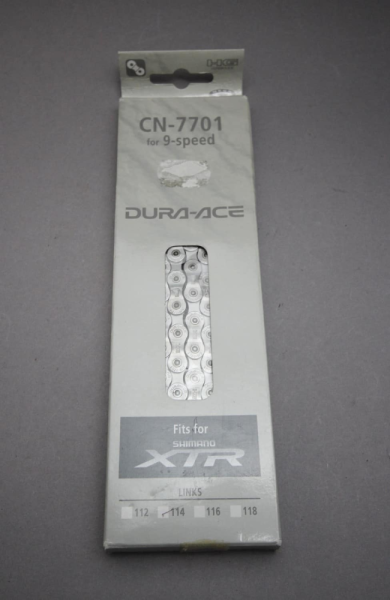 CN-7701
for 9-speed
DURA-ACE
Fits for
SHIMANO
XTR
LINKS
112 114 116 118